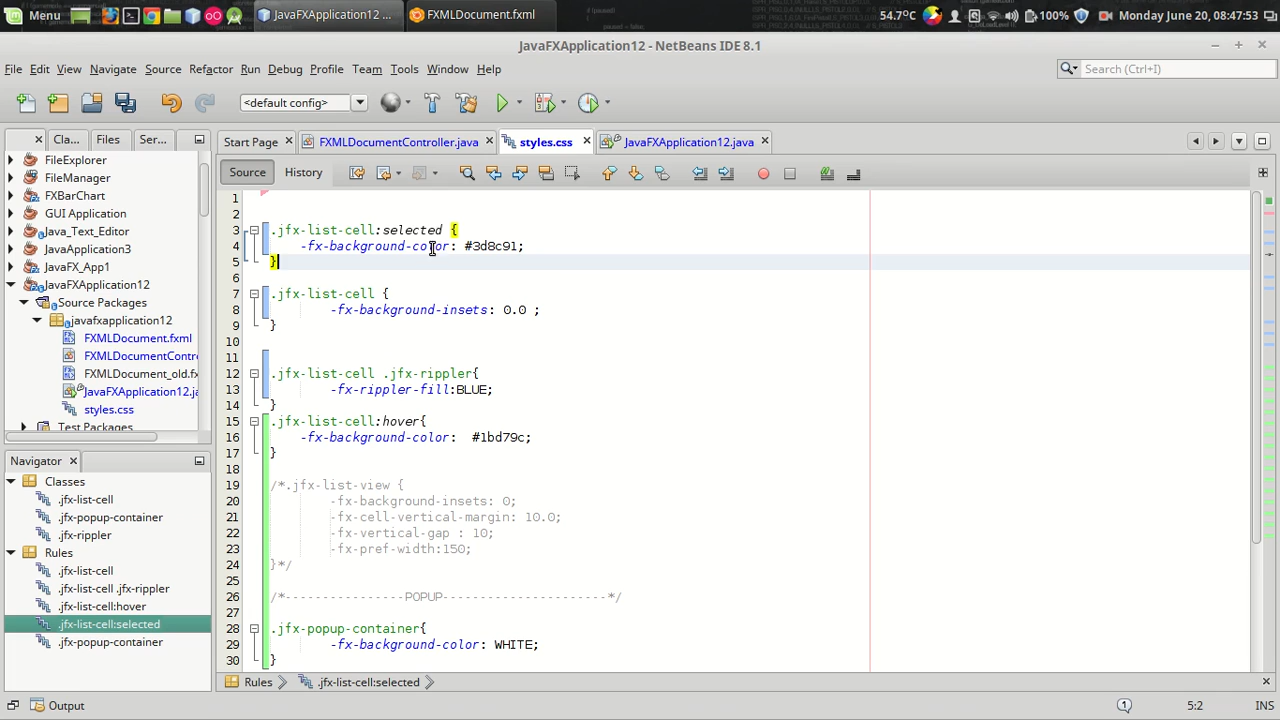 Menu
JavaFXApplication12 ...
FXMLDocument.fxml
54.7°C
100%
Monday June 20, 08:47:53
JavaFXApplication12 - NetBeans IDE 8.1
File Edit View Navigate Source Refactor Run Debug Profile Team Tools Window Help
Search (Ctrl+I)
<default config>
Cla...
Files
Ser...
Start Page
FXMLDocumentController.java
styles.css
JavaFXApplication12.java
FileExplorer
FileManager
FXBarChart
GUI Application
Java_Text_Editor
JavaFXApplication3
JavaFX_App1
JavaFXApplication12
Source Packages
javafxapplication12
FXMLDocument.fxml
FXMLDocumentContr
FXMLDocument_old.fx
JavaFXApplication12.ja
styles.css
Test Packages
Source
History
1
2
3 .jfx-list-cell:selected {
4 -fx-background-color: #3d8c91;
5 }
6
7 .jfx-list-cell {
8 -fx-background-insets: 0.0 ;
9 }
10
11
12 .jfx-list-cell .jfx-rippler{
13 -fx-rippler-fill:BLUE;
14 }
15 .jfx-list-cell:hover{
16 -fx-background-color:  #1bd79c;
17 }
18
19 /*.jfx-list-view {
20 -fx-background-insets: 0;
21 -fx-cell-vertical-margin: 10.0;
22 -fx-vertical-gap : 10;
23 -fx-pref-width:150;
24 }*/
25
26 /*----------------POPUP----------------------*/
27
28 .jfx-popup-container{
29 -fx-background-color: WHITE;
30 }
Navigator
Classes
.jfx-list-cell
.jfx-popup-container
.jfx-rippler
Rules
.jfx-list-cell
.jfx-list-cell .jfx-rippler
.jfx-list-cell:hover
.jfx-list-cell:selected
.jfx-popup-container
Rules
.jfx-list-cell:selected
Output
1
5:2
INS